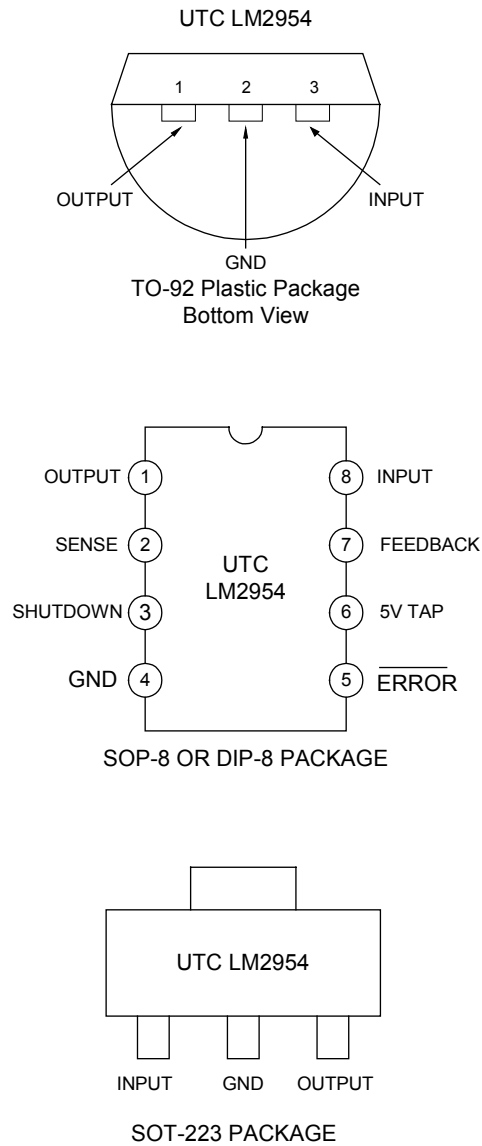 UTC LM2954
1 2 3
OUTPUT INPUT
GND
TO-92 Plastic Package
Bottom View
OUTPUT 1 8 INPUT
SENSE 2 7 FEEDBACK
UTC
LM2954
SHUTDOWN 3 6 5V TAP
GND 4 5 ERROR
SOP-8 OR DIP-8 PACKAGE
UTC LM2954
INPUT GND OUTPUT
SOT-223 PACKAGE